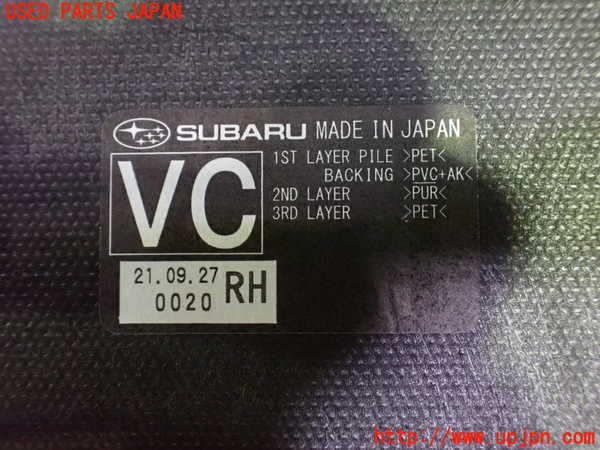 USED PARTS JAPAN
SUBARU MADE IN JAPAN
VC
1ST LAYER PILE >PET<
BACKING >PVC+AK<
2ND LAYER >PUR<
3RD LAYER >PET<
21.09.27
0020
RH
http://www.upjpn.com/